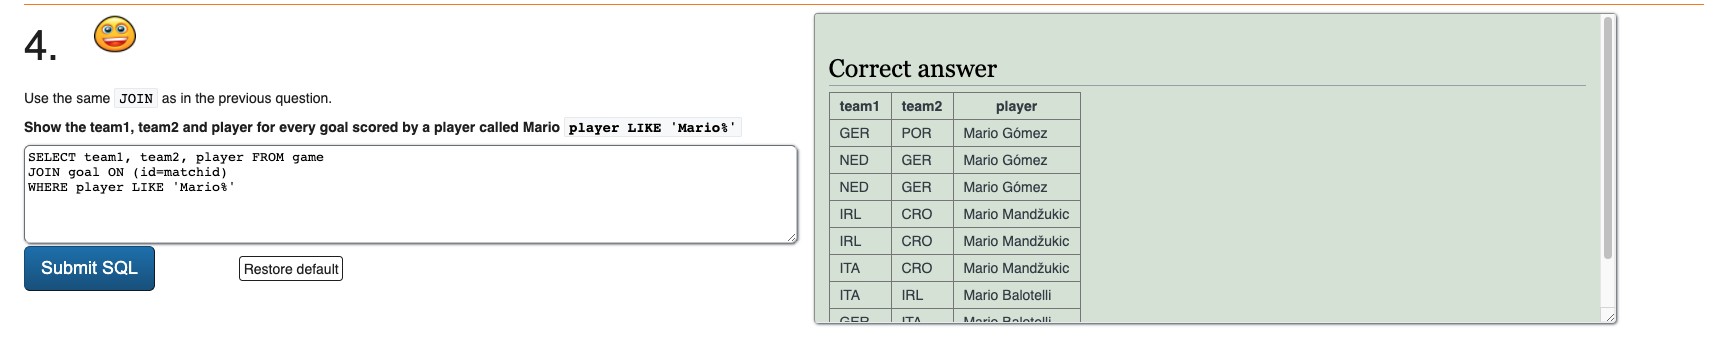 4.
Use the same JOIN as in the previous question.
Show the team1, team2 and player for every goal scored by a player called Mario player LIKE 'Mario%'
SELECT team1, team2, player FROM game
JOIN goal ON (id=matchid)
WHERE player LIKE 'Mario%'
Submit SQL
Restore default
Correct answer
team1 team2 player
GER POR Mario Gómez
NED GER Mario Gómez
NED GER Mario Gómez
IRL CRO Mario Mandžukic
IRL CRO Mario Mandžukic
ITA CRO Mario Mandžukic
ITA IRL Mario Balotelli
GER ITA Mario Balotelli